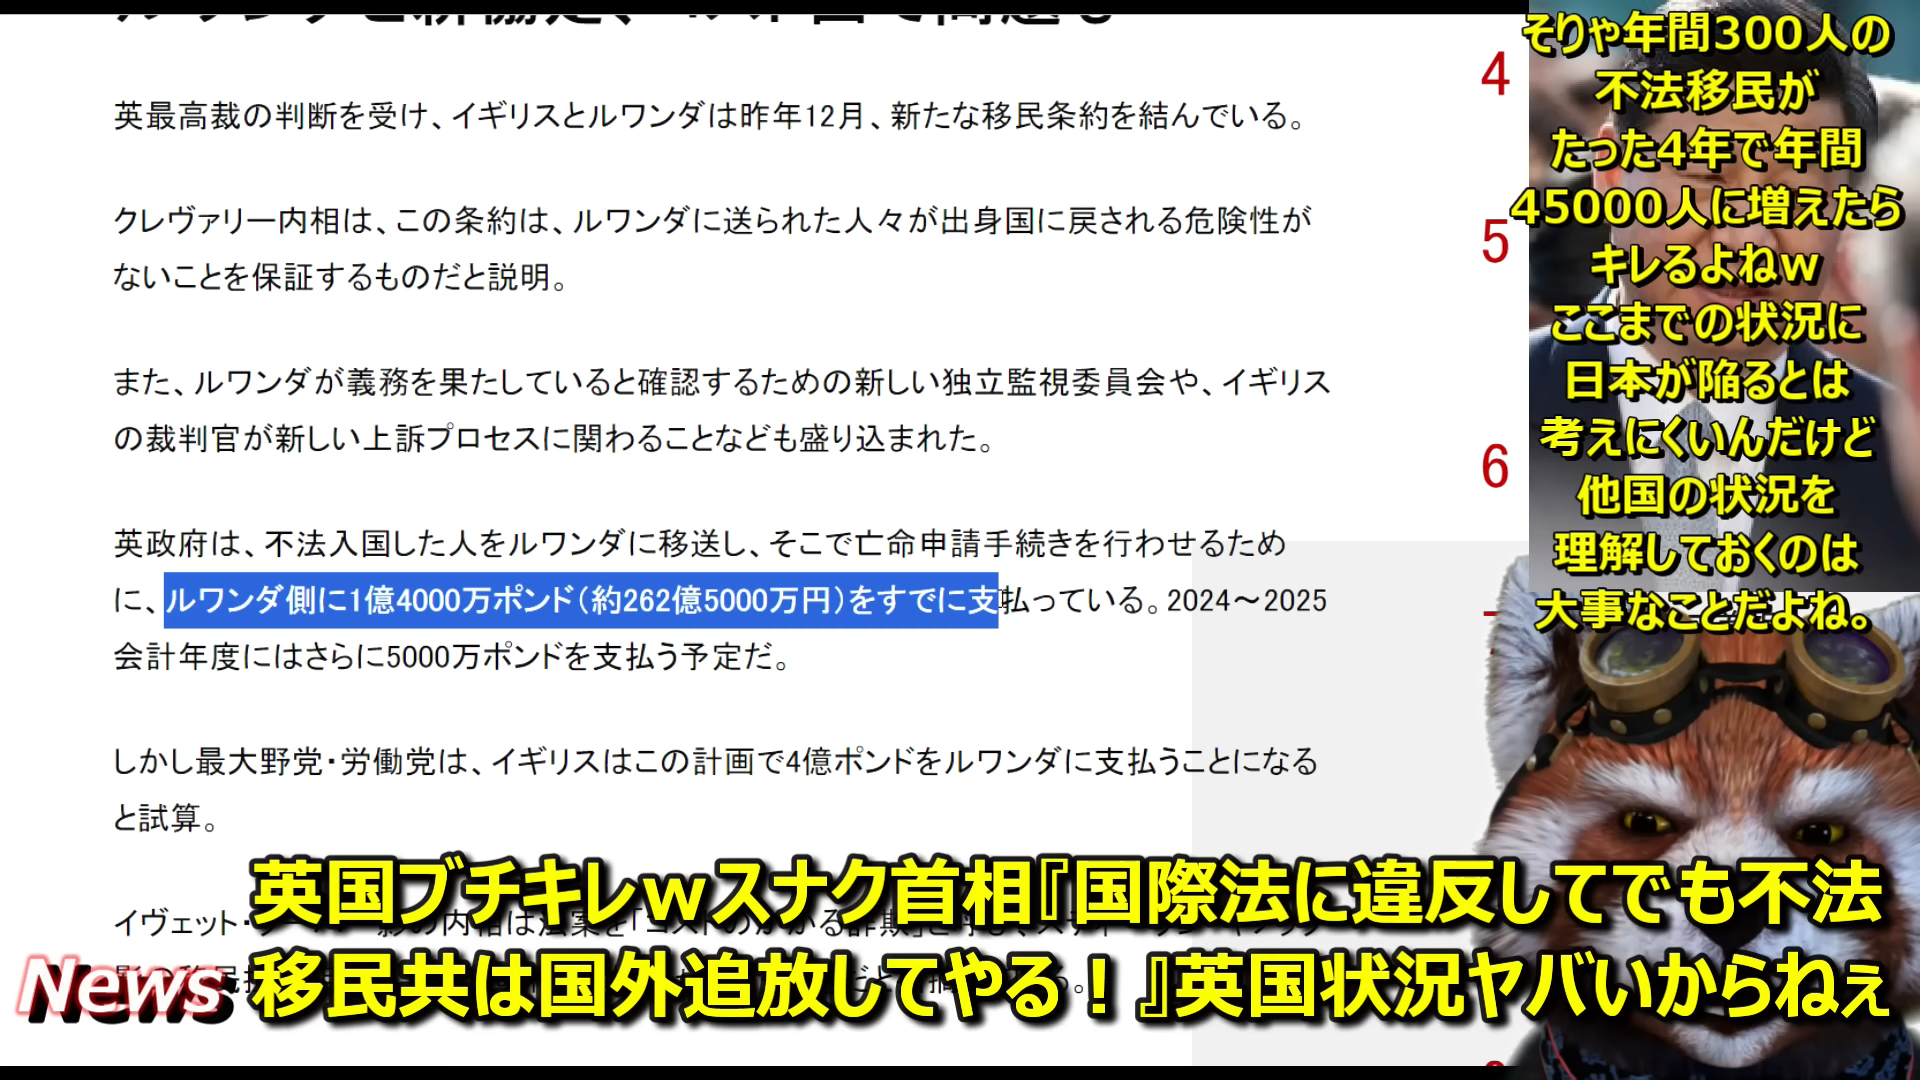 英最高裁の判断を受け、イギリスとルワンダは昨年12月、新たな移民条約を結んでいる。
クレヴァリー内相は、この条約は、ルワンダに送られた人々が出身国に戻される危険性が
ないことを保証するものだと説明。
また、ルワンダが義務を果たしていると確認するための新しい独立監視委員会や、イギリス
の裁判官が新しい上訴プロセスに関わることなども盛り込まれた。
英政府は、不法入国した人をルワンダに移送し、そこで亡命申請手続きを行わせるため
に、ルワンダ側に1億4000万ポンド（約262億5000万円）をすでに支払っている。2024～2025
会計年度にはさらに5000万ポンドを支払う予定だ。
しかし最大野党・労働党は、イギリスはこの計画で4億ポンドをルワンダに支払うことになる
と試算。
イヴェット・
4
5
6
そりゃ年間300人の
不法移民が
たった4年で年間
45000人に増えたら
キレるよねw
ここまでの状況に
日本が陥るとは
考えにくいんだけど
他国の状況を
理解しておくのは
大事なことだよね。
英国ブチキレwスナク首相『国際法に違反してでも不法
移民共は国外追放してやる！』英国状況ヤバいからねぇ
News